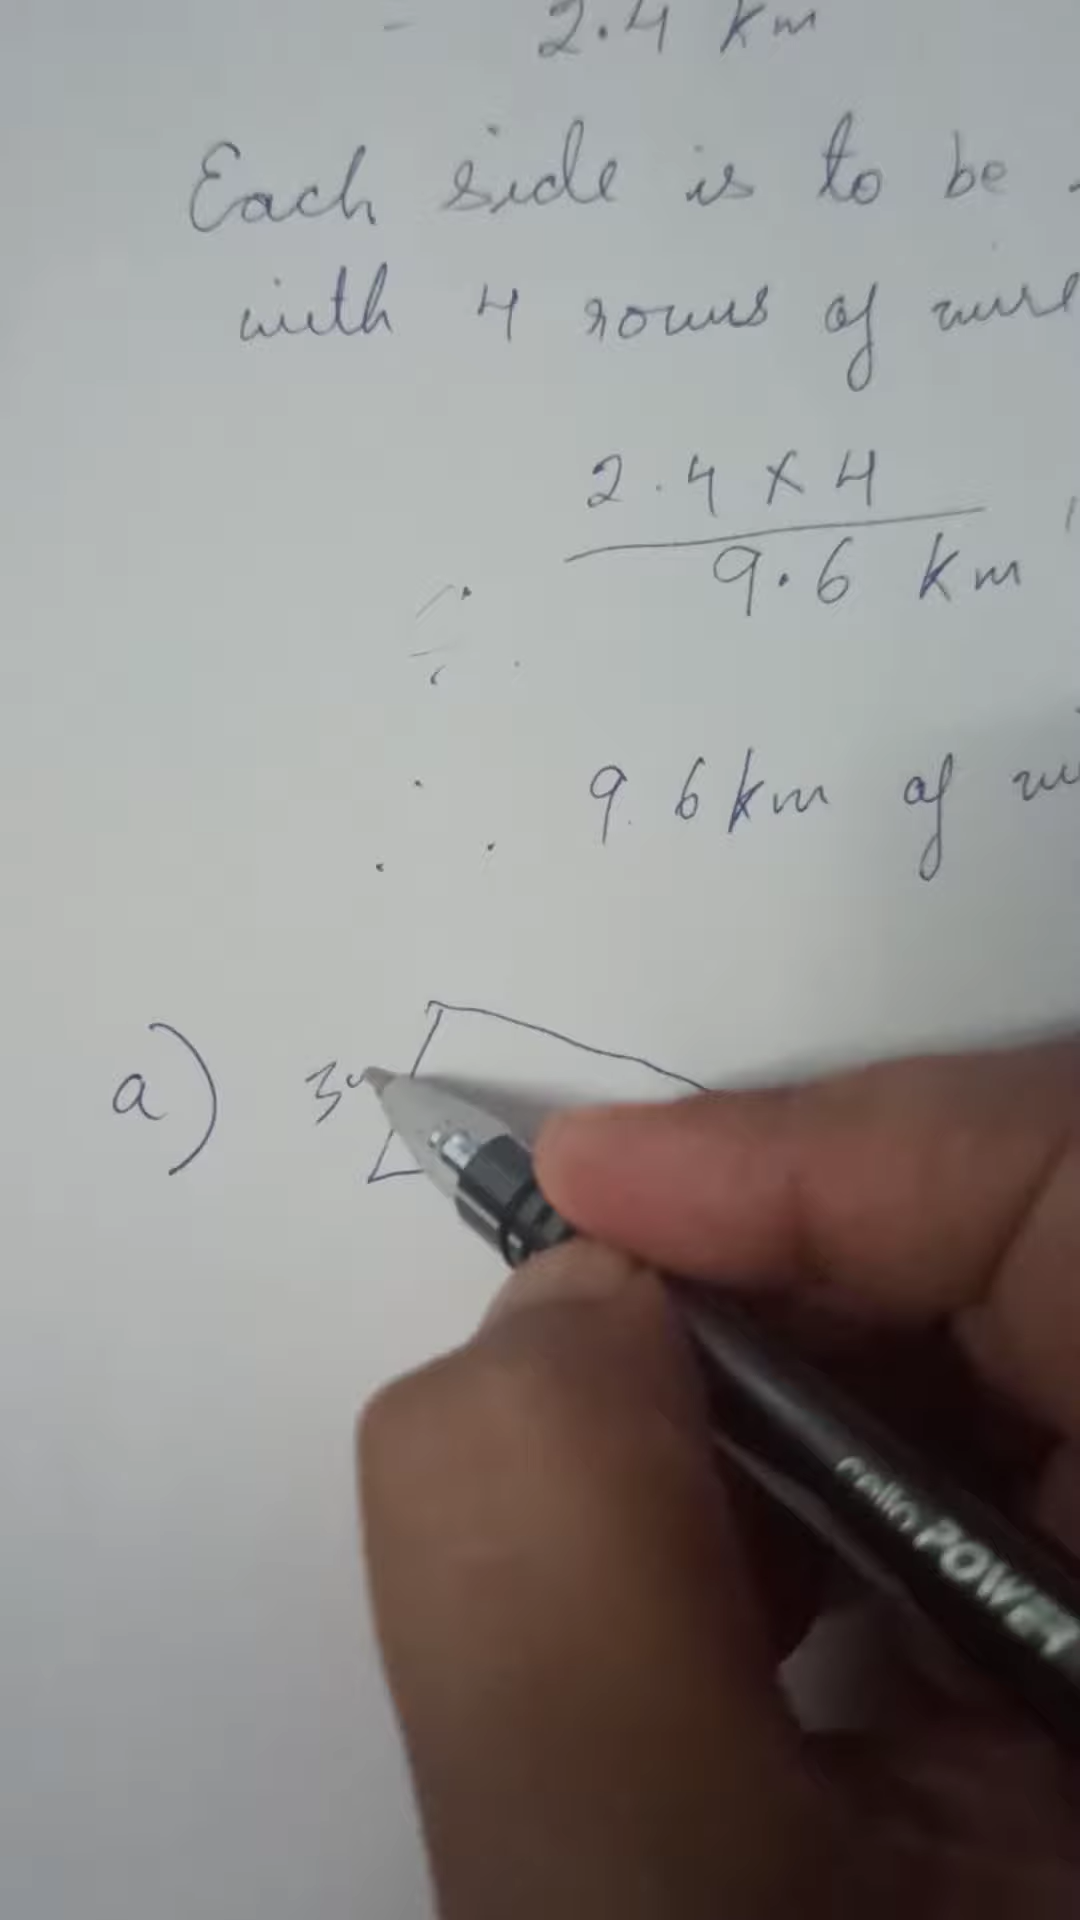 - 2.4 km
Each side is to be
with 4 rows of
2.4 x 4
9.6 km
∴ 9.6 km of
a) 3
cello POWER